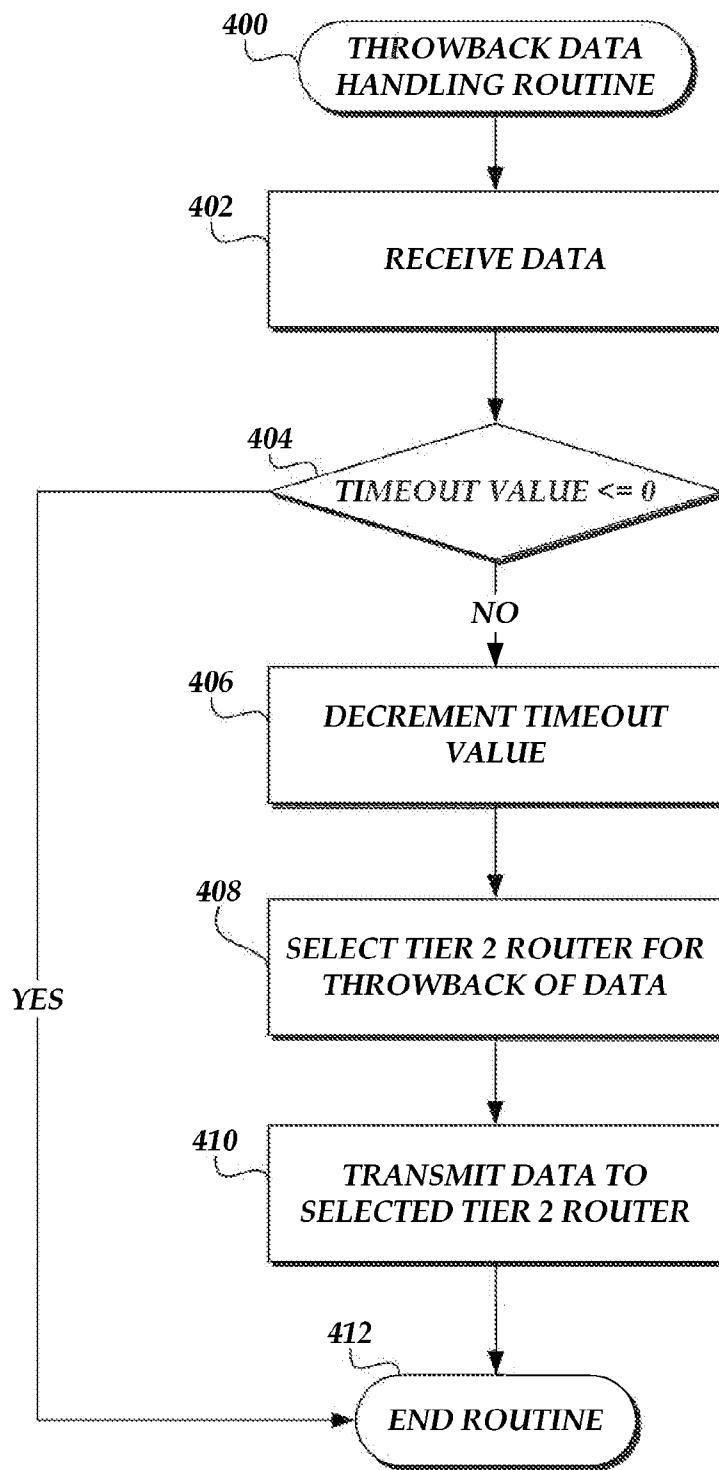 400
THROWBACK DATA
HANDLING ROUTINE
402
RECEIVE DATA
404
TIMEOUT VALUE <= 0
NO
406
DECREMENT TIMEOUT
VALUE
408
SELECT TIER 2 ROUTER FOR
THROWBACK OF DATA
YES
410
TRANSMIT DATA TO
SELECTED TIER 2 ROUTER
412
END ROUTINE